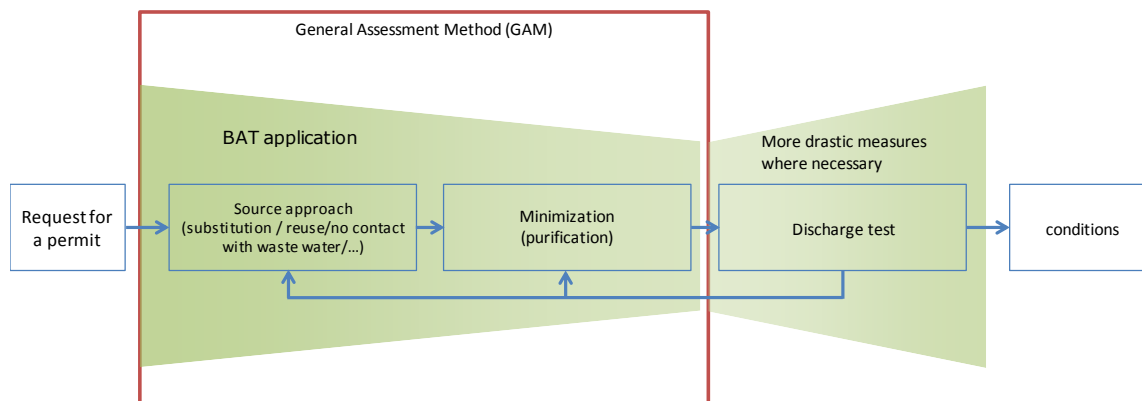 General Assessment Method (GAM)
BAT application
More drastic measures
where necessary
Request for
a permit
Source approach
(substitution / reuse/no contact
with waste water/...)
Minimization
(purification)
Discharge test
conditions